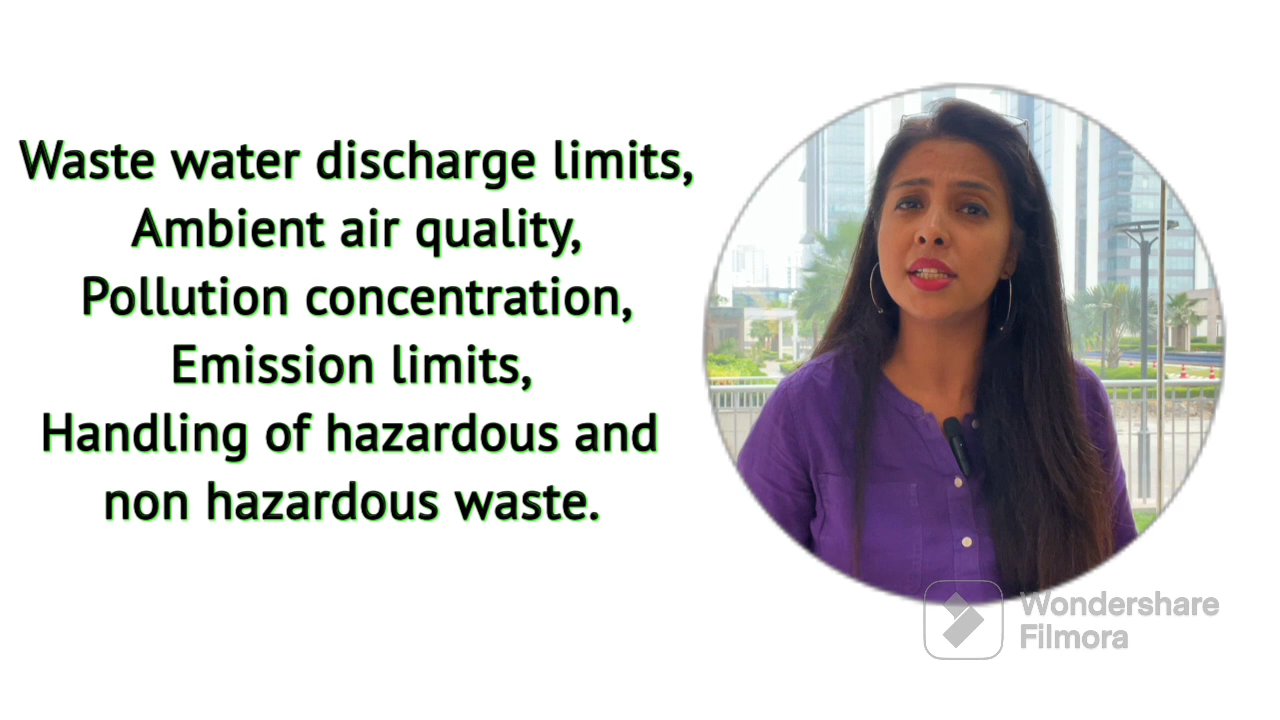 Waste water discharge limits,
Ambient air quality,
Pollution concentration,
Emission limits,
Handling of hazardous and
non hazardous waste.
Wondershare
Filmora